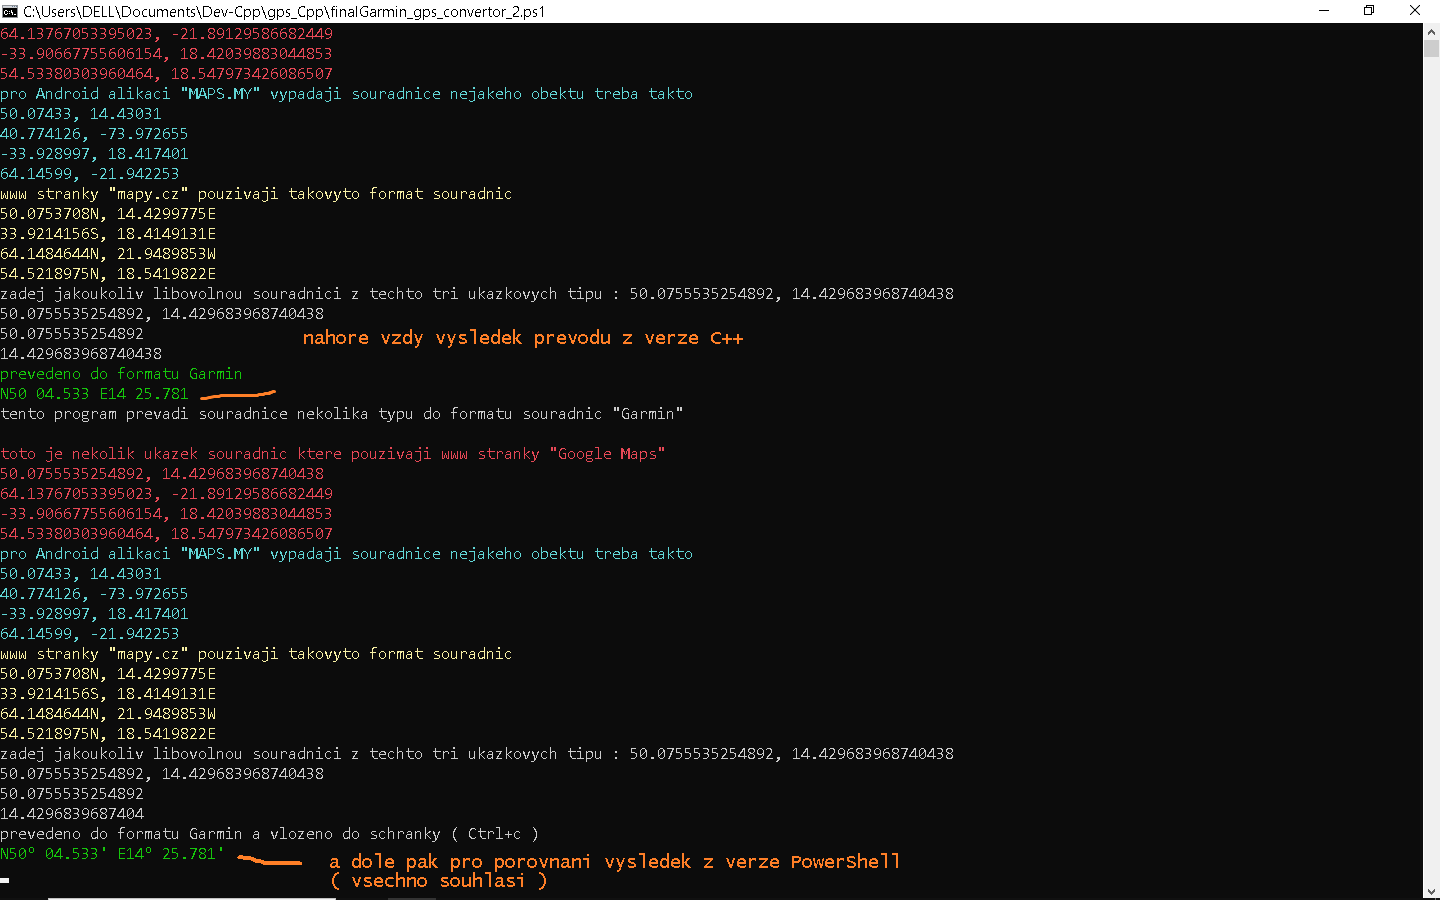 C:\Users\DELL\Documents\Dev-Cpp\gps_Cpp\finalGarmin_gps_convertor_2.ps1
64.13767053395023, -21.89129586682449
-33.90667755606154, 18.42039883044853
54.53380303960464, 18.547973426086507
pro Android alikaci "MAPS.MY" vypadaji souradnice nejakeho obektu treba takto
50.07433, 14.43031
40.774126, -73.972655
-33.928997, 18.417401
64.14599, -21.942253
www stranky "mapy.cz" pouzivaji takovyto format souradnic
50.0753708N, 14.4299775E
33.9214156S, 18.4149131E
64.1484644N, 21.9489853W
54.5218975N, 18.5419822E
zadej jakoukoliv libovolnou souradnici z techto tri ukazkovych tipu : 50.0755535254892, 14.429683968740438
50.0755535254892, 14.429683968740438
50.0755535254892
nahore vzdy vysledek prevodu z verze C++
14.429683968740438
prevedeno do formatu Garmin
N50 04.533 E14 25.781
tento program prevadi souradnice nekolika typu do formatu souradnic "Garmin"
toto je nekolik ukazek souradnic ktere pouzivaji www stranky "Google Maps"
50.0755535254892, 14.429683968740438
64.13767053395023, -21.89129586682449
-33.90667755606154, 18.42039883044853
54.53380303960464, 18.547973426086507
pro Android alikaci "MAPS.MY" vypadaji souradnice nejakeho obektu treba takto
50.07433, 14.43031
40.774126, -73.972655
-33.928997, 18.417401
64.14599, -21.942253
www stranky "mapy.cz" pouzivaji takovyto format souradnic
50.0753708N, 14.4299775E
33.9214156S, 18.4149131E
64.1484644N, 21.9489853W
54.5218975N, 18.5419822E
zadej jakoukoliv libovolnou souradnici z techto tri ukazkovych tipu : 50.0755535254892, 14.429683968740438
50.0755535254892, 14.429683968740438
50.0755535254892
14.4296839687404
prevedeno do formatu Garmin a vlozeno do schranky ( Ctrl+c )
N50º 04.533' E14º 25.781'
a dole pak pro porovnani vysledek z verze PowerShell
( vsechno souhlasi )